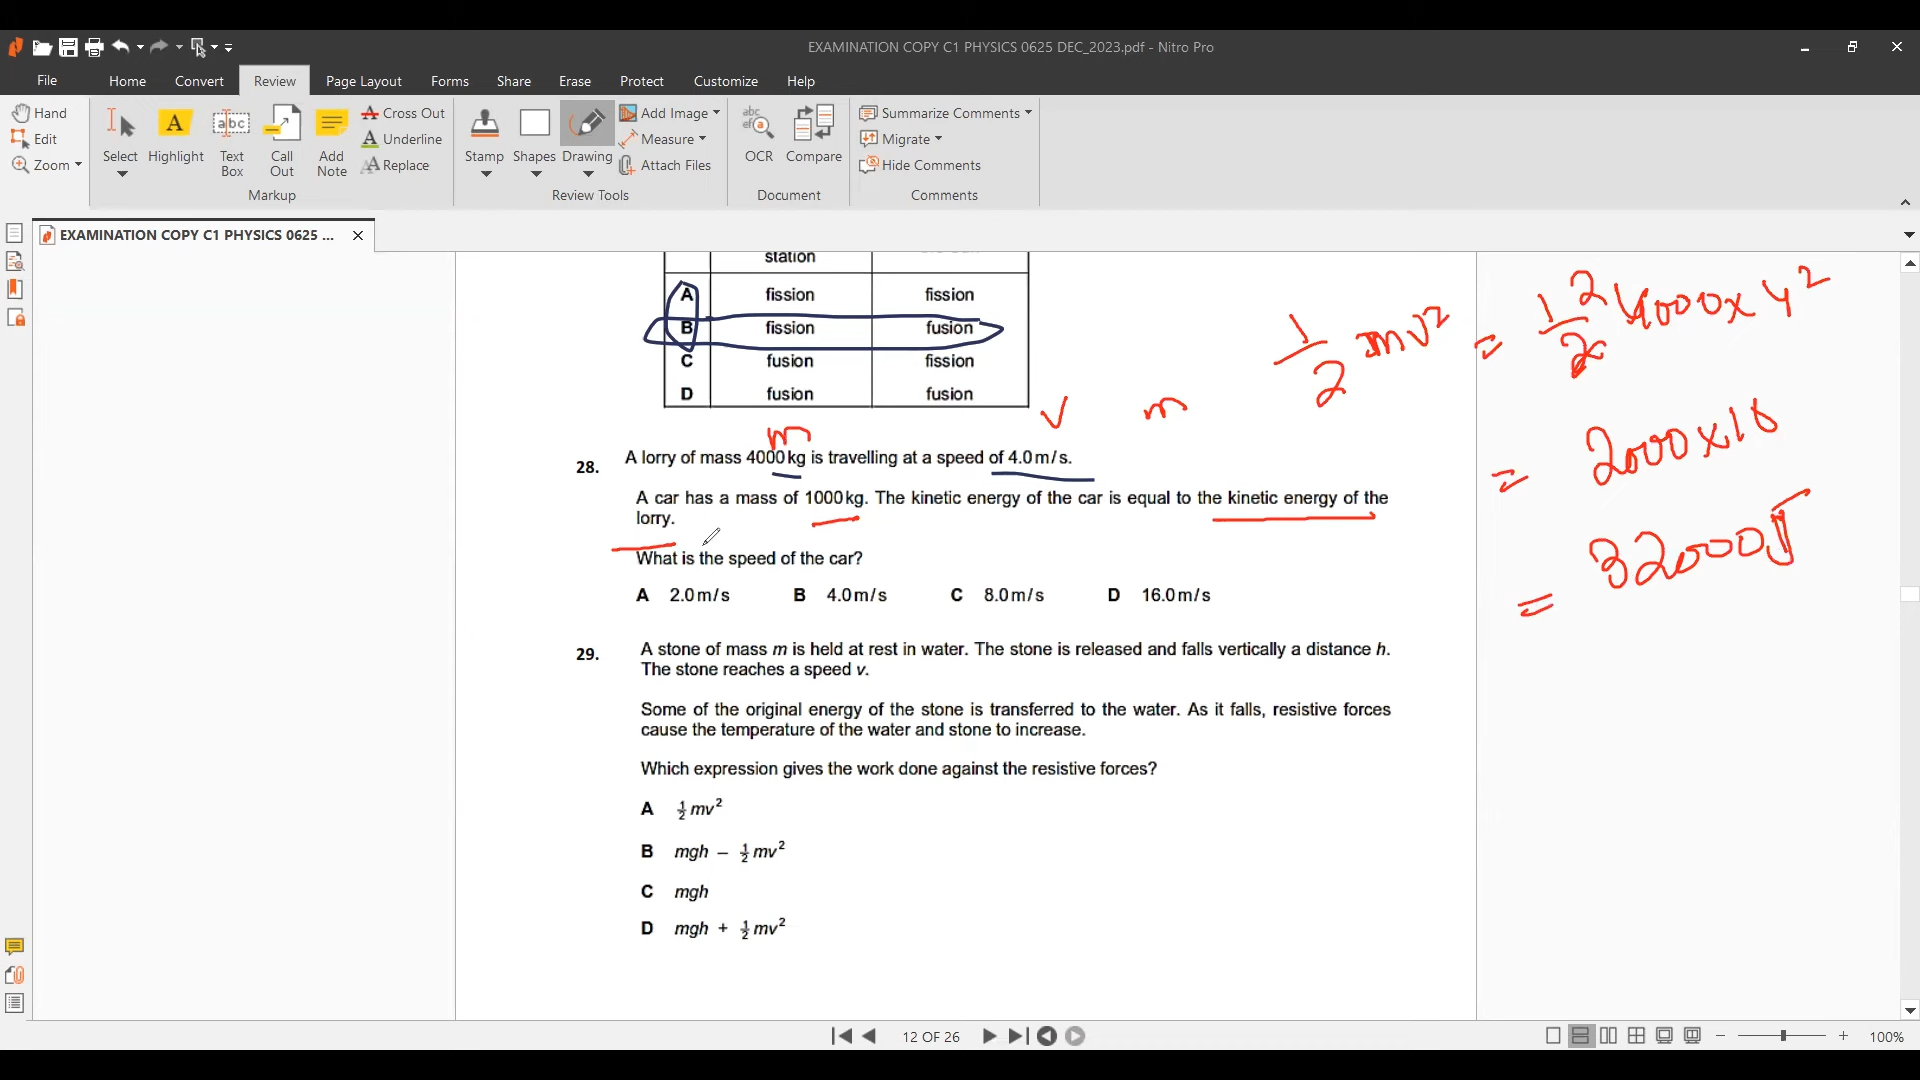 EXAMINATION COPY C1 PHYSICS 0625 DEC_2023.pdf - Nitro Pro
File Home Convert Review Page Layout Forms Share Erase Protect Customize Help
Hand
Edit
Zoom
Select
Highlight
Text Box
Call Out
Add Note
Cross Out
Underline
Replace
Markup
Stamp
Shapes
Drawing
Add Image
Measure
Attach Files
Review Tools
OCR
Compare
Document
Summarize Comments
Migrate
Hide Comments
Comments
EXAMINATION COPY C1 PHYSICS 0625 ...
station
A fission fission
B fission fusion
C fusion fission
D fusion fusion
m
v
m
28. A lorry of mass 4000 kg is travelling at a speed of 4.0 m/s.
A car has a mass of 1000 kg. The kinetic energy of the car is equal to the kinetic energy of the
lorry.
What is the speed of the car?
A 2.0 m/s B 4.0 m/s C 8.0 m/s D 16.0 m/s
29. A stone of mass m is held at rest in water. The stone is released and falls vertically a distance h.
The stone reaches a speed v.
Some of the original energy of the stone is transferred to the water. As it falls, resistive forces
cause the temperature of the water and stone to increase.
Which expression gives the work done against the resistive forces?
A ½mv²
B mgh – ½mv²
C mgh
D mgh + ½mv²
½ mv² = ½ 4000 x 4²
= 2000 x 16
= 32000 J
12 OF 26
100%